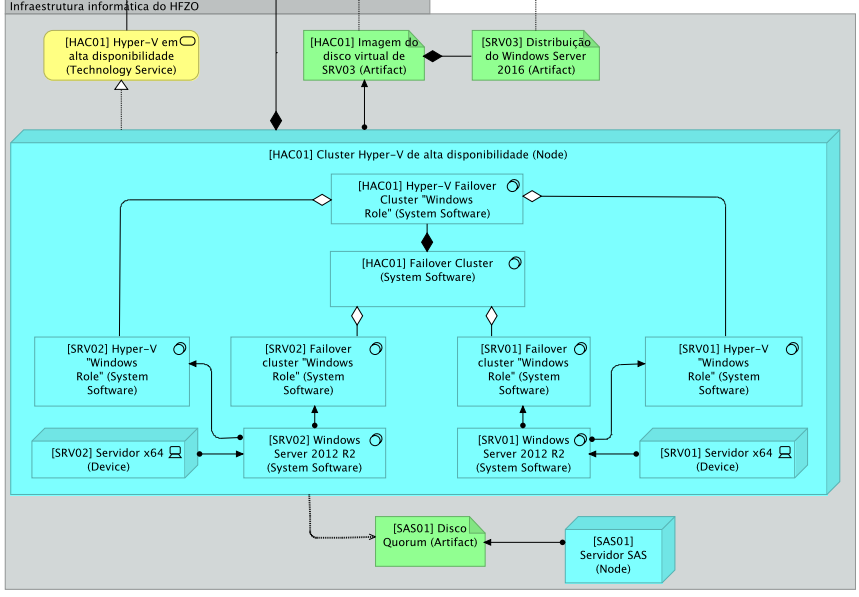 Infraestrutura informática do HFZO
[HAC01] Hyper-V em
alta disponibilidade
(Technology Service)
[HAC01] Imagem do
disco virtual de
SRV03 (Artifact)
[SRV03] Distribuição
do Windows Server
2016 (Artifact)
[HAC01] Cluster Hyper-V de alta disponibilidade (Node)
[HAC01] Hyper-V Failover
Cluster "Windows
Role" (System Software)
[HAC01] Failover Cluster
(System Software)
[SRV02] Hyper-V
"Windows
Role" (System
Software)
[SRV02] Failover
cluster "Windows
Role" (System
Software)
[SRV01] Failover
cluster "Windows
Role" (System
Software)
[SRV01] Hyper-V
"Windows
Role" (System
Software)
[SRV02] Servidor x64
(Device)
[SRV02] Windows
Server 2012 R2
(System Software)
[SRV01] Windows
Server 2012 R2
(System Software)
[SRV01] Servidor x64
(Device)
[SAS01] Disco
Quorum (Artifact)
[SAS01]
Servidor SAS
(Node)